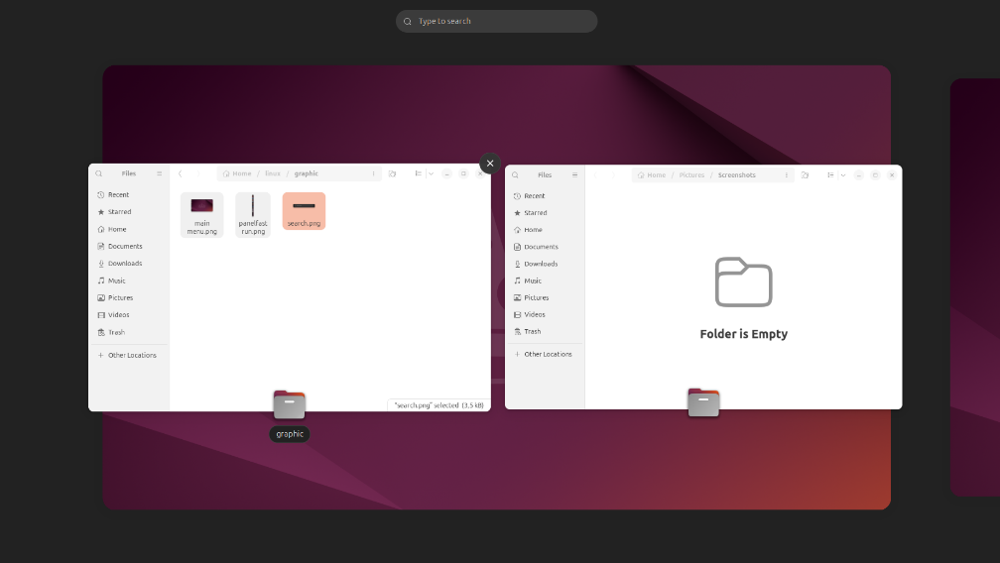 Type to search
Files
Home / linux / graphic
Recent
Starred
Home
Documents
Downloads
Music
Pictures
Videos
Trash
Other Locations
main menu.png
panelfast run.png
search.png
"search.png" selected (3,5 kB)
graphic
Files
Home / Pictures / Screenshots
Recent
Starred
Home
Documents
Downloads
Music
Pictures
Videos
Trash
Other Locations
Folder is Empty